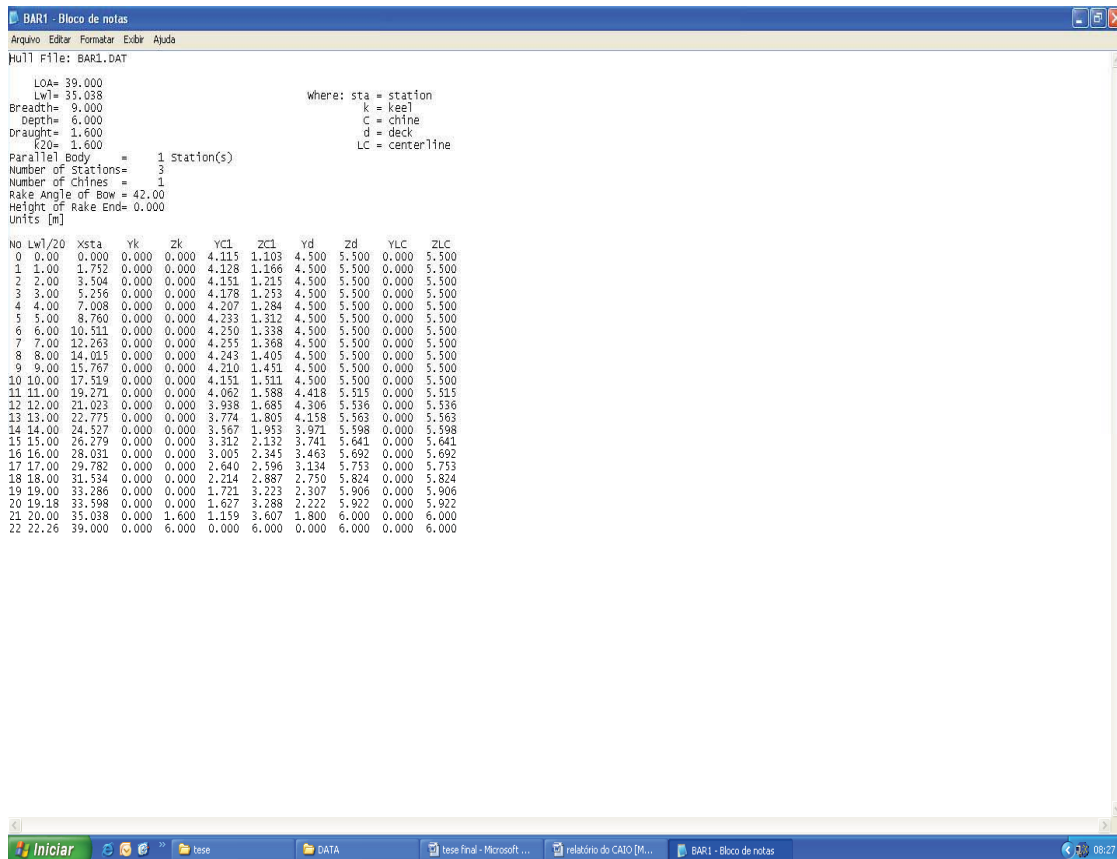 BAR1 - Bloco de notas
Arquivo Editar Formatar Exibir Ajuda
Hull File: BAR1.DAT
LOA= 39.000
Lwl= 35.038 Where: sta = station
Breadth= 9.000 k = keel
Depth= 6.000 C = chine
Draught= 1.600 d = deck
k20= 1.600 LC = centerline
Parallel Body = 1 Station(s)
Number of Stations= 3
Number of Chines = 1
Rake Angle of Bow = 42.00
Height of Rake End= 0.000
Units [m]
No Lwl/20 Xsta Yk Zk YC1 ZC1 Yd Zd YLC ZLC
0 0.00 0.000 0.000 0.000 4.115 1.103 4.500 5.500 0.000 5.500
1 1.00 1.752 0.000 0.000 4.128 1.166 4.500 5.500 0.000 5.500
2 2.00 3.504 0.000 0.000 4.151 1.215 4.500 5.500 0.000 5.500
3 3.00 5.256 0.000 0.000 4.178 1.253 4.500 5.500 0.000 5.500
4 4.00 7.008 0.000 0.000 4.207 1.284 4.500 5.500 0.000 5.500
5 5.00 8.760 0.000 0.000 4.233 1.312 4.500 5.500 0.000 5.500
6 6.00 10.511 0.000 0.000 4.250 1.338 4.500 5.500 0.000 5.500
7 7.00 12.263 0.000 0.000 4.255 1.368 4.500 5.500 0.000 5.500
8 8.00 14.015 0.000 0.000 4.243 1.405 4.500 5.500 0.000 5.500
9 9.00 15.767 0.000 0.000 4.210 1.451 4.500 5.500 0.000 5.500
10 10.00 17.519 0.000 0.000 4.151 1.511 4.500 5.500 0.000 5.500
11 11.00 19.271 0.000 0.000 4.062 1.588 4.418 5.515 0.000 5.515
12 12.00 21.023 0.000 0.000 3.938 1.685 4.306 5.536 0.000 5.536
13 13.00 22.775 0.000 0.000 3.774 1.805 4.158 5.563 0.000 5.563
14 14.00 24.527 0.000 0.000 3.567 1.953 3.971 5.598 0.000 5.598
15 15.00 26.279 0.000 0.000 3.312 2.132 3.741 5.641 0.000 5.641
16 16.00 28.031 0.000 0.000 3.005 2.345 3.463 5.692 0.000 5.692
17 17.00 29.782 0.000 0.000 2.640 2.596 3.134 5.753 0.000 5.753
18 18.00 31.534 0.000 0.000 2.214 2.887 2.750 5.824 0.000 5.824
19 19.00 33.286 0.000 0.000 1.721 3.223 2.307 5.906 0.000 5.906
20 19.18 33.598 0.000 0.000 1.627 3.288 2.222 5.922 0.000 5.922
21 20.00 35.038 0.000 1.600 1.159 3.607 1.800 6.000 0.000 6.000
22 22.26 39.000 0.000 6.000 0.000 6.000 0.000 6.000 0.000 6.000
Iniciar tese DATA tese final - Microsoft ... relatório do CAIO [M... BAR1 - Bloco de notas 08:27